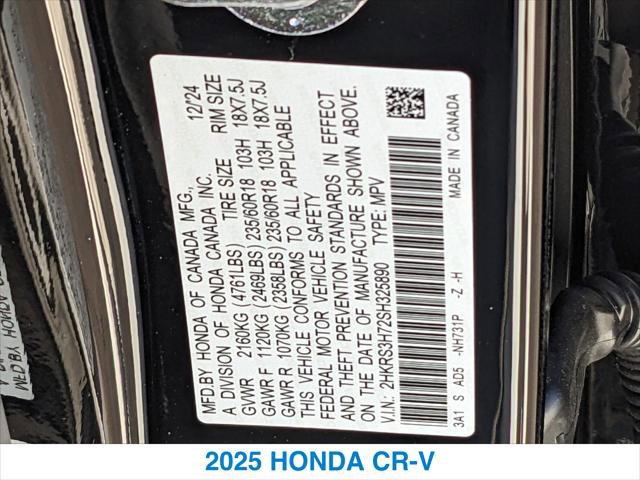 MFD.BY HONDA OF CANADA MFG., 12/'24
A DIVISION OF HONDA CANADA INC.
TIRE SIZE RIM SIZE
GVWR 2160KG (4761LBS)
GAWR F 1120KG (2469LBS) 235/60R18 103H 18X7.5J
GAWR R 1070KG (2358LBS) 235/60R18 103H 18X7.5J
THIS VEHICLE CONFORMS TO ALL APPLICABLE
FEDERAL MOTOR VEHICLE SAFETY
AND THEFT PREVENTION STANDARDS IN EFFECT
ON THE DATE OF MANUFACTURE SHOWN ABOVE.
V.I.N.: 2HKRS3H72SH325890 TYPE: MPV
3A1 S AD5 -NH731P -Z -H MADE IN CANADA
2025 HONDA CR-V